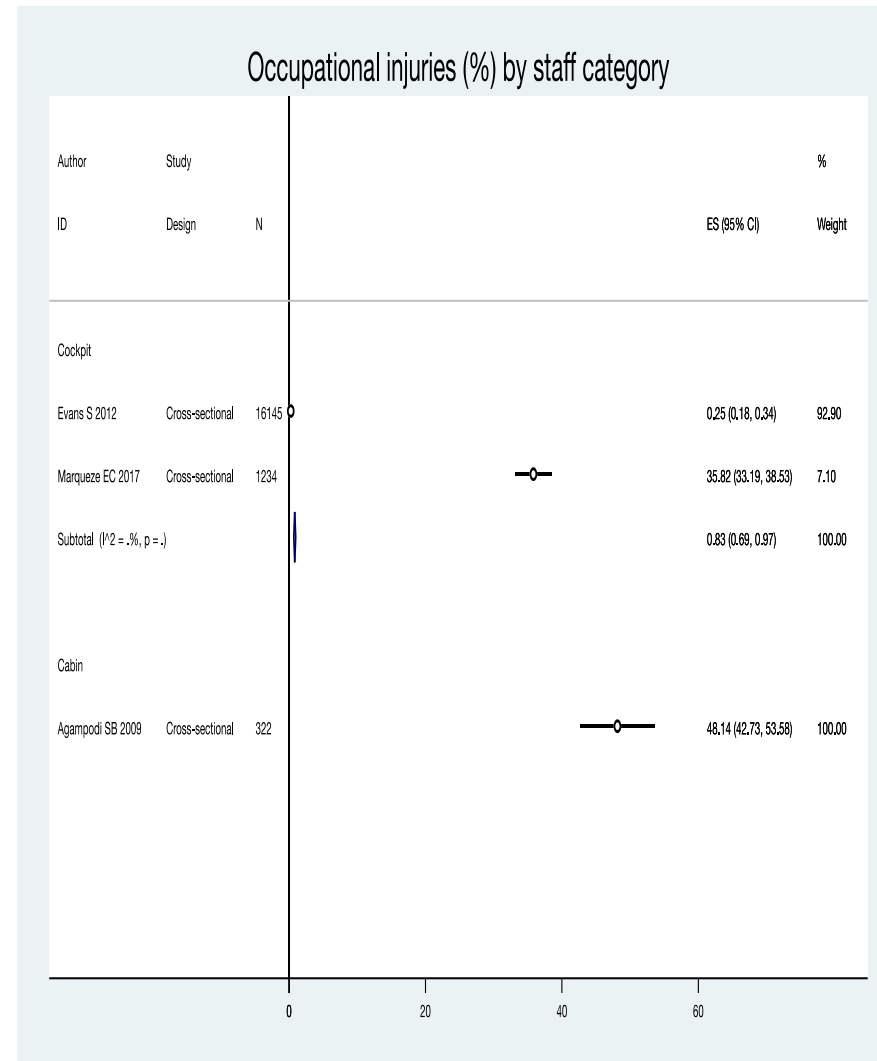 Occupational injuries (%) by staff category
Author Study %
ID Design N ES (95% CI) Weight
Cockpit
Evans S 2012 Cross-sectional 16145 0.25 (0.18, 0.34) 92.90
Marqueze EC 2017 Cross-sectional 1234 35.82 (33.19, 38.53) 7.10
Subtotal (I^2 = .%, p = .) 0.83 (0.69, 0.97) 100.00
Cabin
Agampodi SB 2009 Cross-sectional 322 48.14 (42.73, 53.58) 100.00
0 20 40 60